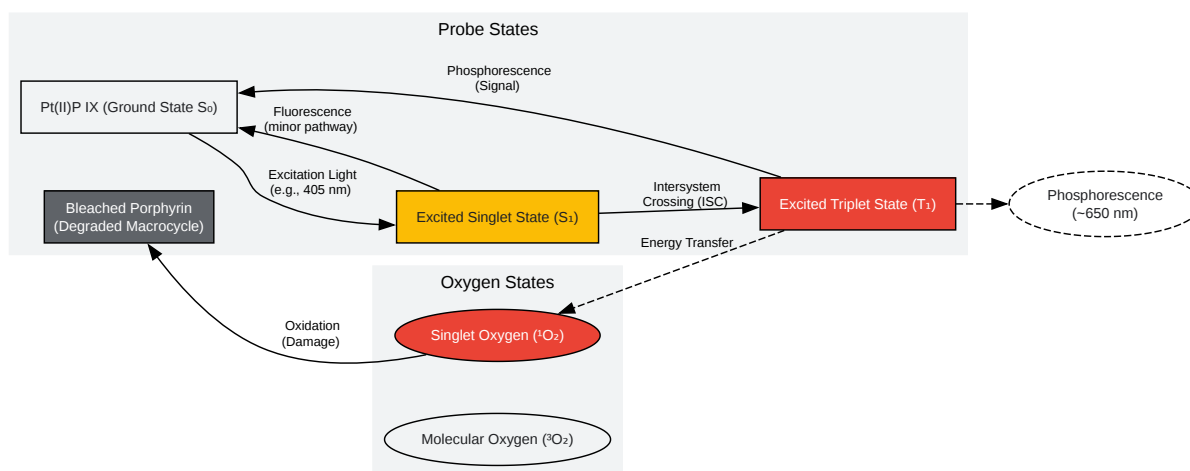 Probe States
Phosphorescence
(Signal)
Pt(II)P IX (Ground State S₀)
Fluorescence
(minor pathway)
Excitation Light
(e.g., 405 nm)
Bleached Porphyrin
(Degraded Macrocycle)
Excited Singlet State (S₁)
Intersystem
Crossing (ISC)
Excited Triplet State (T₁)
Phosphorescence
(~650 nm)
Energy Transfer
Oxygen States
Oxidation
(Damage)
Singlet Oxygen (¹O₂)
Molecular Oxygen (³O₂)